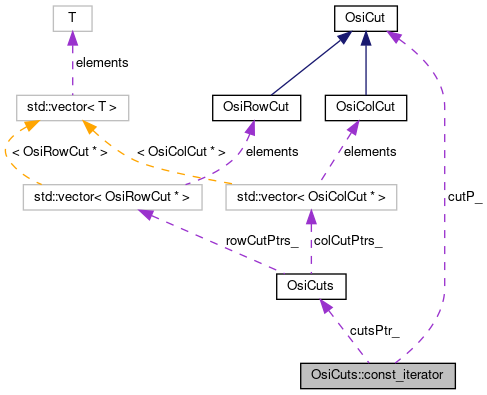 T
OsiCut
elements
std::vector< T >
OsiRowCut
OsiColCut
< OsiRowCut * >
< OsiColCut * >
elements
elements
std::vector< OsiRowCut * >
std::vector< OsiColCut * >
cutP_
rowCutPtrs_
colCutPtrs_
OsiCuts
cutsPtr_
OsiCuts::const_iterator